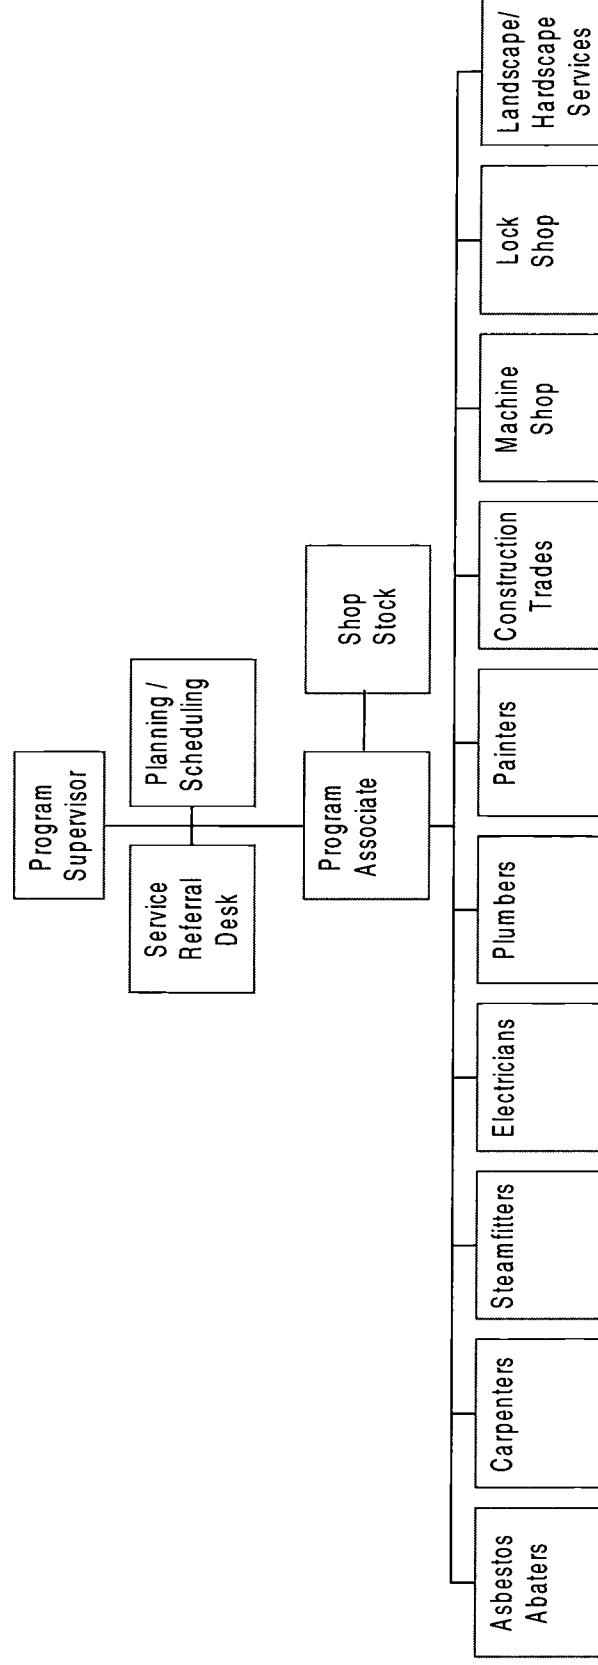 Program
Supervisor
Service
Referral
Desk
Planning /
Scheduling
Program
Associate
Shop
Stock
Asbestos
Abaters
Carpenters
Steamfitters
Electricians
Plumbers
Painters
Construction
Trades
Machine
Shop
Lock
Shop
Landscape/
Hardscape
Services